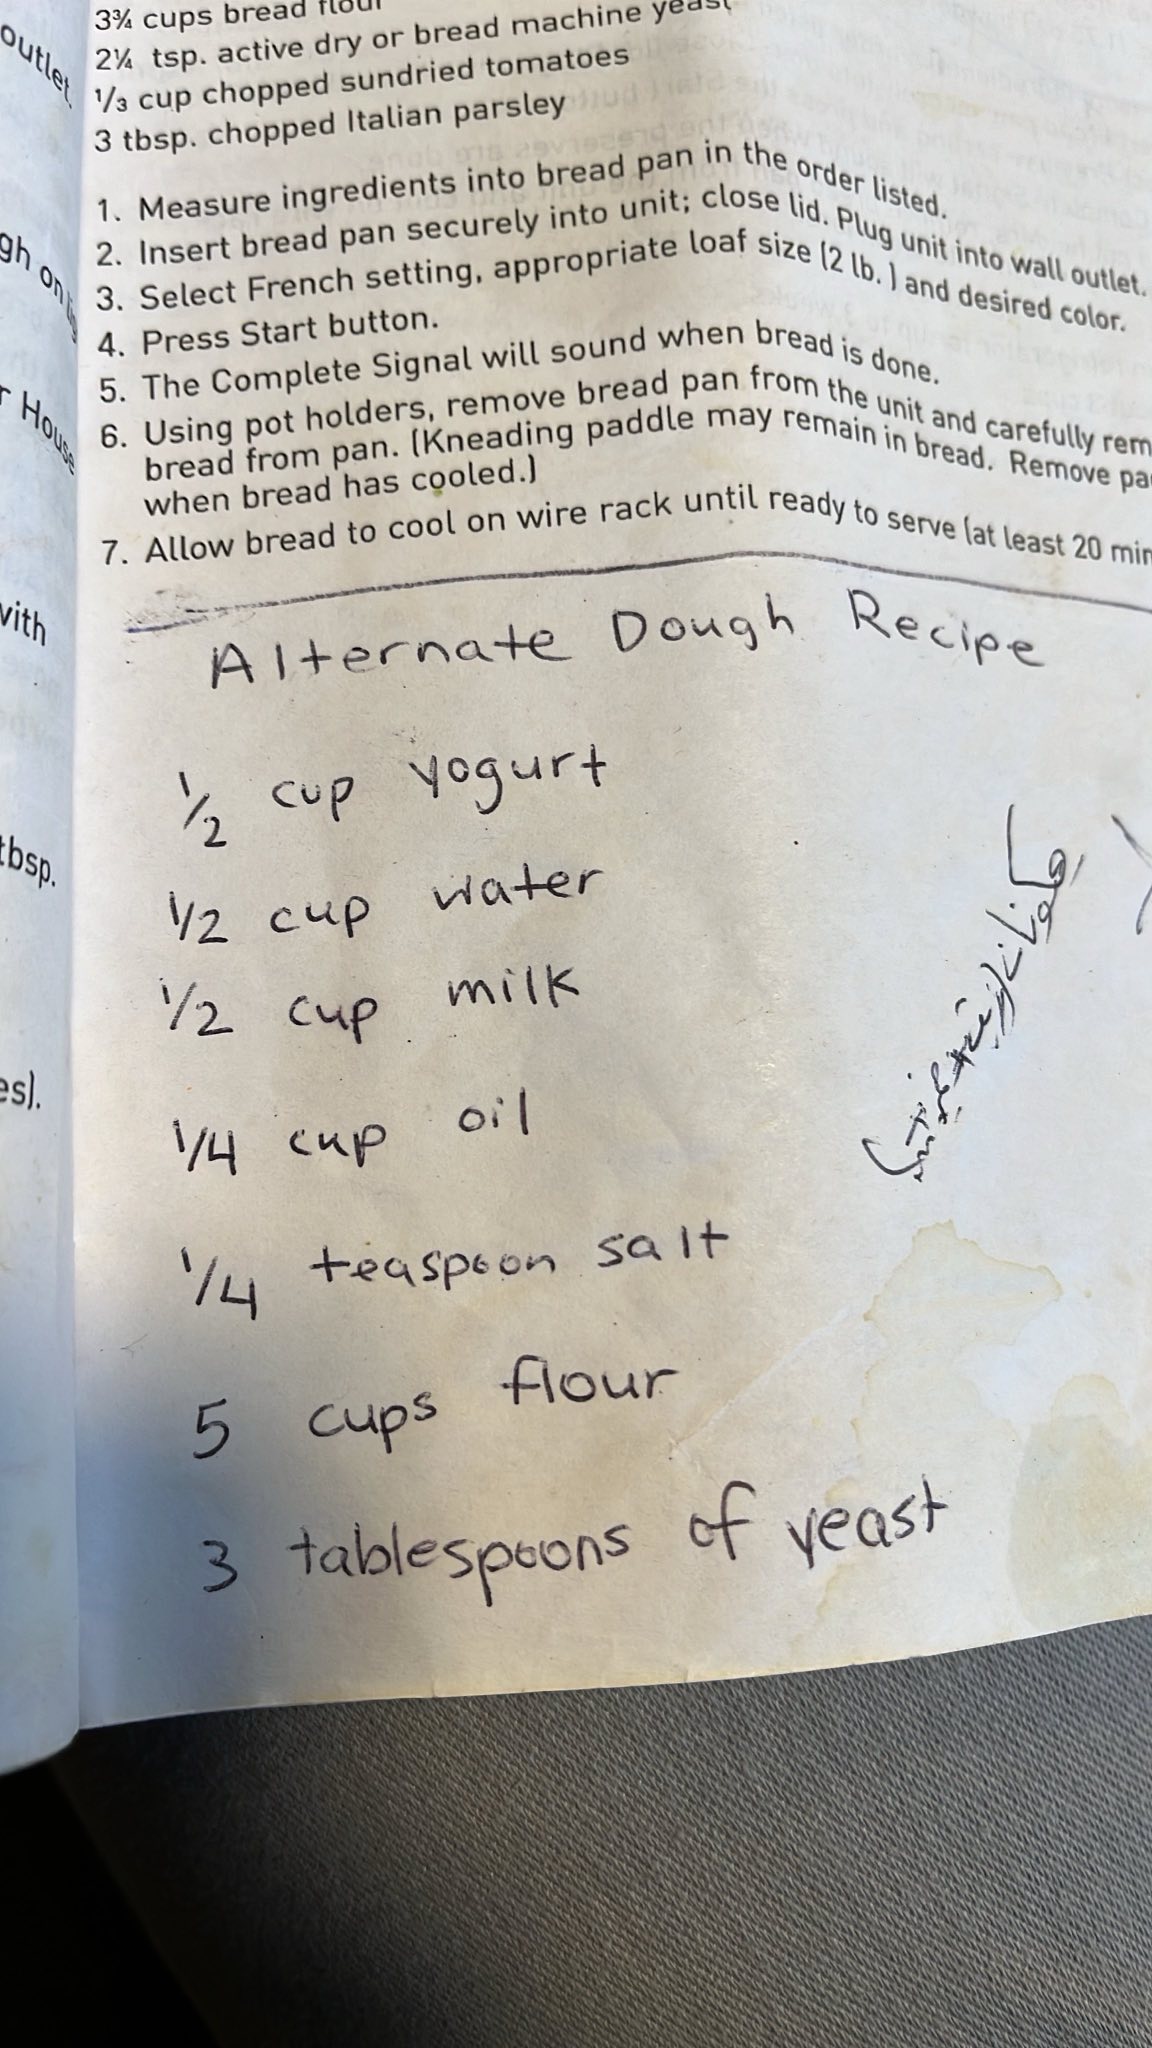 outlet.
gh on
r House
with
tbsp.
es).
3¾ cups bread flour
2¼ tsp. active dry or bread machine yeast
1/3 cup chopped sundried tomatoes
3 tbsp. chopped Italian parsley
1. Measure ingredients into bread pan in the order listed.
2. Insert bread pan securely into unit; close lid. Plug unit into wall outlet.
3. Select French setting, appropriate loaf size (2 lb. ) and desired color.
4. Press Start button.
5. The Complete Signal will sound when bread is done.
6. Using pot holders, remove bread pan from the unit and carefully rem
bread from pan. (Kneading paddle may remain in bread. Remove pa
when bread has cooled.)
7. Allow bread to cool on wire rack until ready to serve (at least 20 min
Alternate Dough Recipe
1/2 cup yogurt
1/2 cup water
1/2 cup milk
1/4 cup oil
1/4 teaspoon salt
5 cups flour
3 tablespoons of yeast